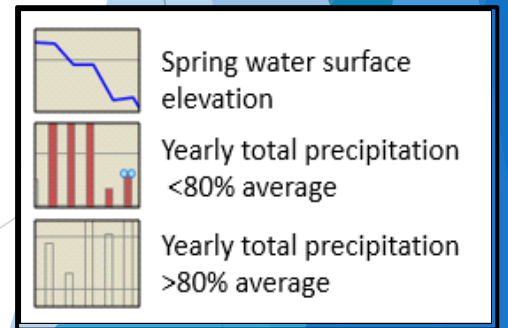 Spring water surface
elevation
Yearly total precipitation
<80% average
Yearly total precipitation
>80% average